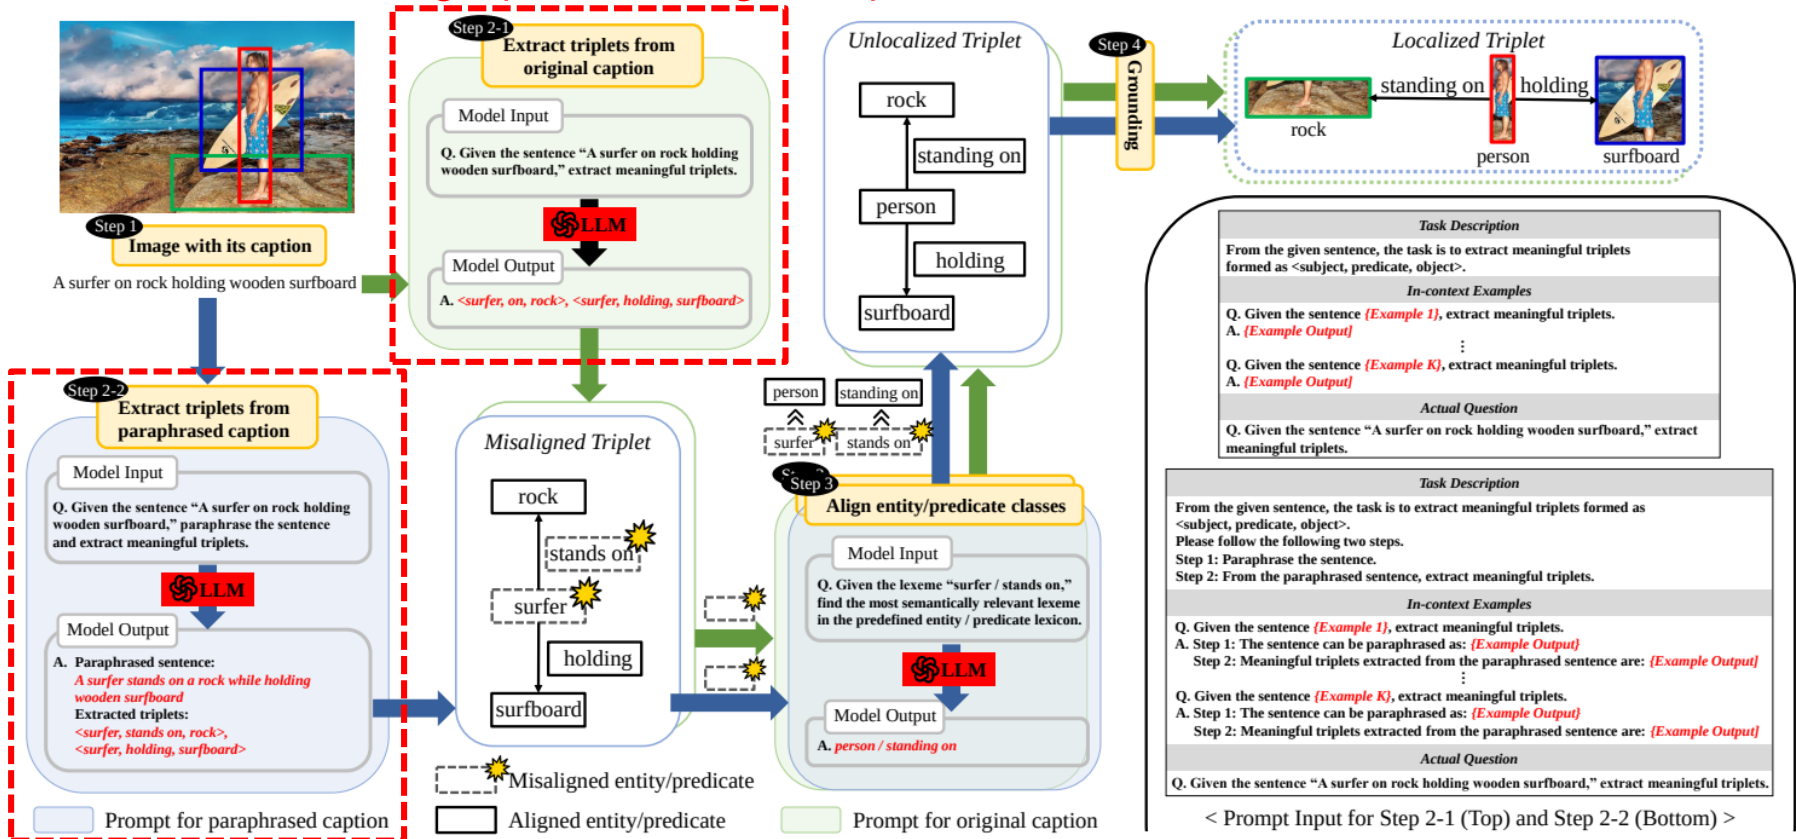 Step 1
Image with its caption
A surfer on rock holding wooden surfboard
Step 2-1
Extract triplets from
original caption
Model Input
Q. Given the sentence “A surfer on rock holding
wooden surfboard,” extract meaningful triplets.
LLM
Model Output
A. <surfer, on, rock>, <surfer, holding, surfboard>
Step 2-2
Extract triplets from
paraphrased caption
Model Input
Q. Given the sentence “A surfer on rock holding
wooden surfboard,” paraphrase the sentence
and extract meaningful triplets.
LLM
Model Output
A. Paraphrased sentence:
A surfer stands on a rock while holding
wooden surfboard
Extracted triplets:
<surfer, stands on, rock>,
<surfer, holding, surfboard>
Prompt for paraphrased caption
Misaligned Triplet
rock
stands on
surfer
holding
surfboard
Misaligned entity/predicate
Aligned entity/predicate
person
standing on
surfer
stands on
Step 3
Align entity/predicate classes
Model Input
Q. Given the lexeme “surfer / stands on,”
find the most semantically relevant lexeme
in the predefined entity / predicate lexicon.
LLM
Model Output
A. person / standing on
Prompt for original caption
Unlocalized Triplet
rock
standing on
person
holding
surfboard
Step 4
Grounding
Localized Triplet
standing on
holding
rock
person
surfboard
Task Description
From the given sentence, the task is to extract meaningful triplets
formed as <subject, predicate, object>.
In-context Examples
Q. Given the sentence {Example 1}, extract meaningful triplets.
A. {Example Output]
⋮
Q. Given the sentence {Example K}, extract meaningful triplets.
A. {Example Output]
Actual Question
Q. Given the sentence “A surfer on rock holding wooden surfboard,” extract
meaningful triplets.
Task Description
From the given sentence, the task is to extract meaningful triplets formed as
<subject, predicate, object>.
Please follow the following two steps.
Step 1: Paraphrase the sentence.
Step 2: From the paraphrased sentence, extract meaningful triplets.
In-context Examples
Q. Given the sentence {Example 1}, extract meaningful triplets.
A. Step 1: The sentence can be paraphrased as: {Example Output}
Step 2: Meaningful triplets extracted from the paraphrased sentence are: {Example Output]
⋮
Q. Given the sentence {Example K}, extract meaningful triplets.
A. Step 1: The sentence can be paraphrased as: {Example Output}
Step 2: Meaningful triplets extracted from the paraphrased sentence are: {Example Output]
Actual Question
Q. Given the sentence “A surfer on rock holding wooden surfboard,” extract meaningful triplets.
< Prompt Input for Step 2-1 (Top) and Step 2-2 (Bottom) >